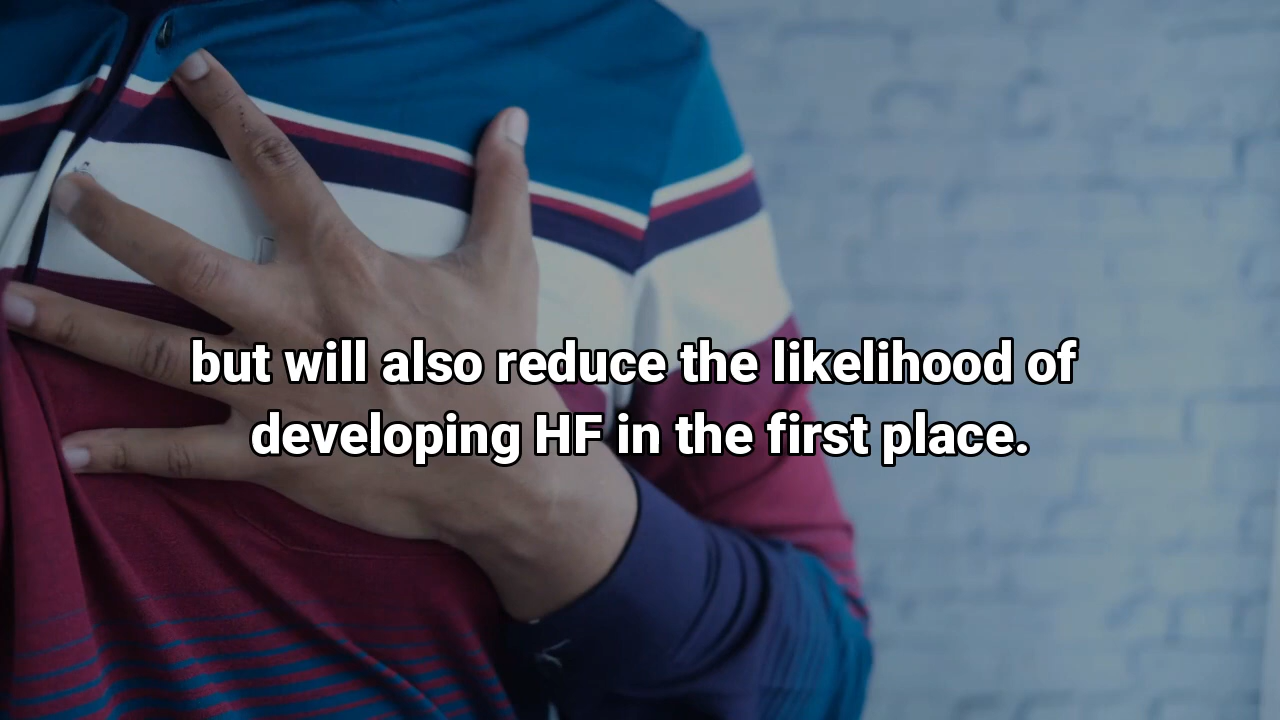 but will also reduce the likelihood of
developing HF in the first place.